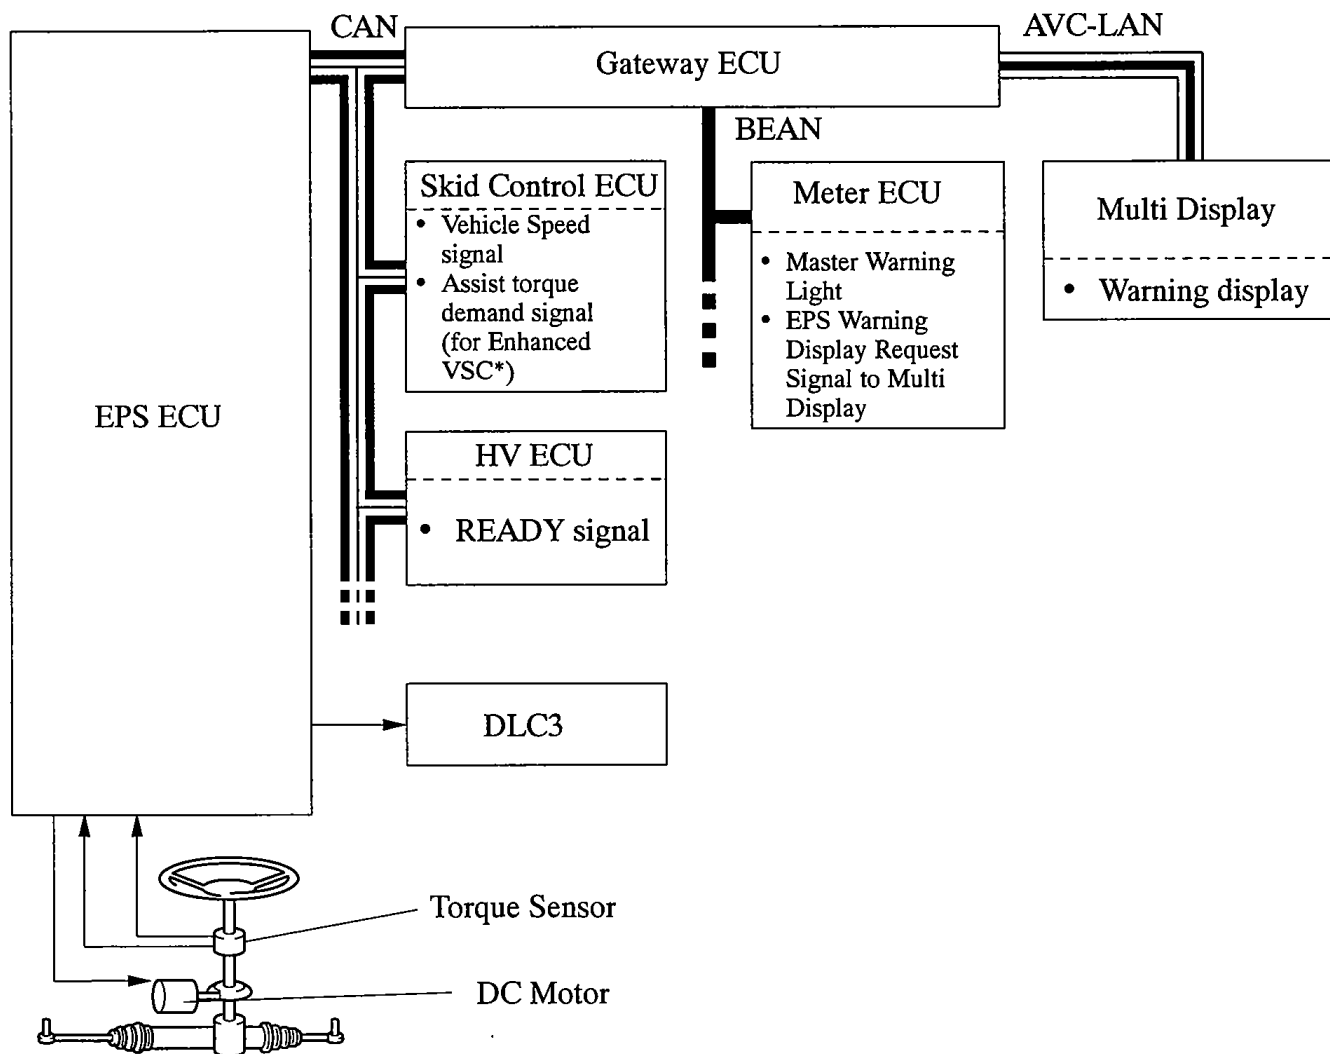 CAN
AVC-LAN
Gateway ECU
BEAN
Skid Control ECU
• Vehicle Speed
signal
• Assist torque
demand signal
(for Enhanced
VSC*)
Meter ECU
• Master Warning
Light
• EPS Warning
Display Request
Signal to Multi
Display
Multi Display
• Warning display
EPS ECU
HV ECU
• READY signal
DLC3
Torque Sensor
DC Motor